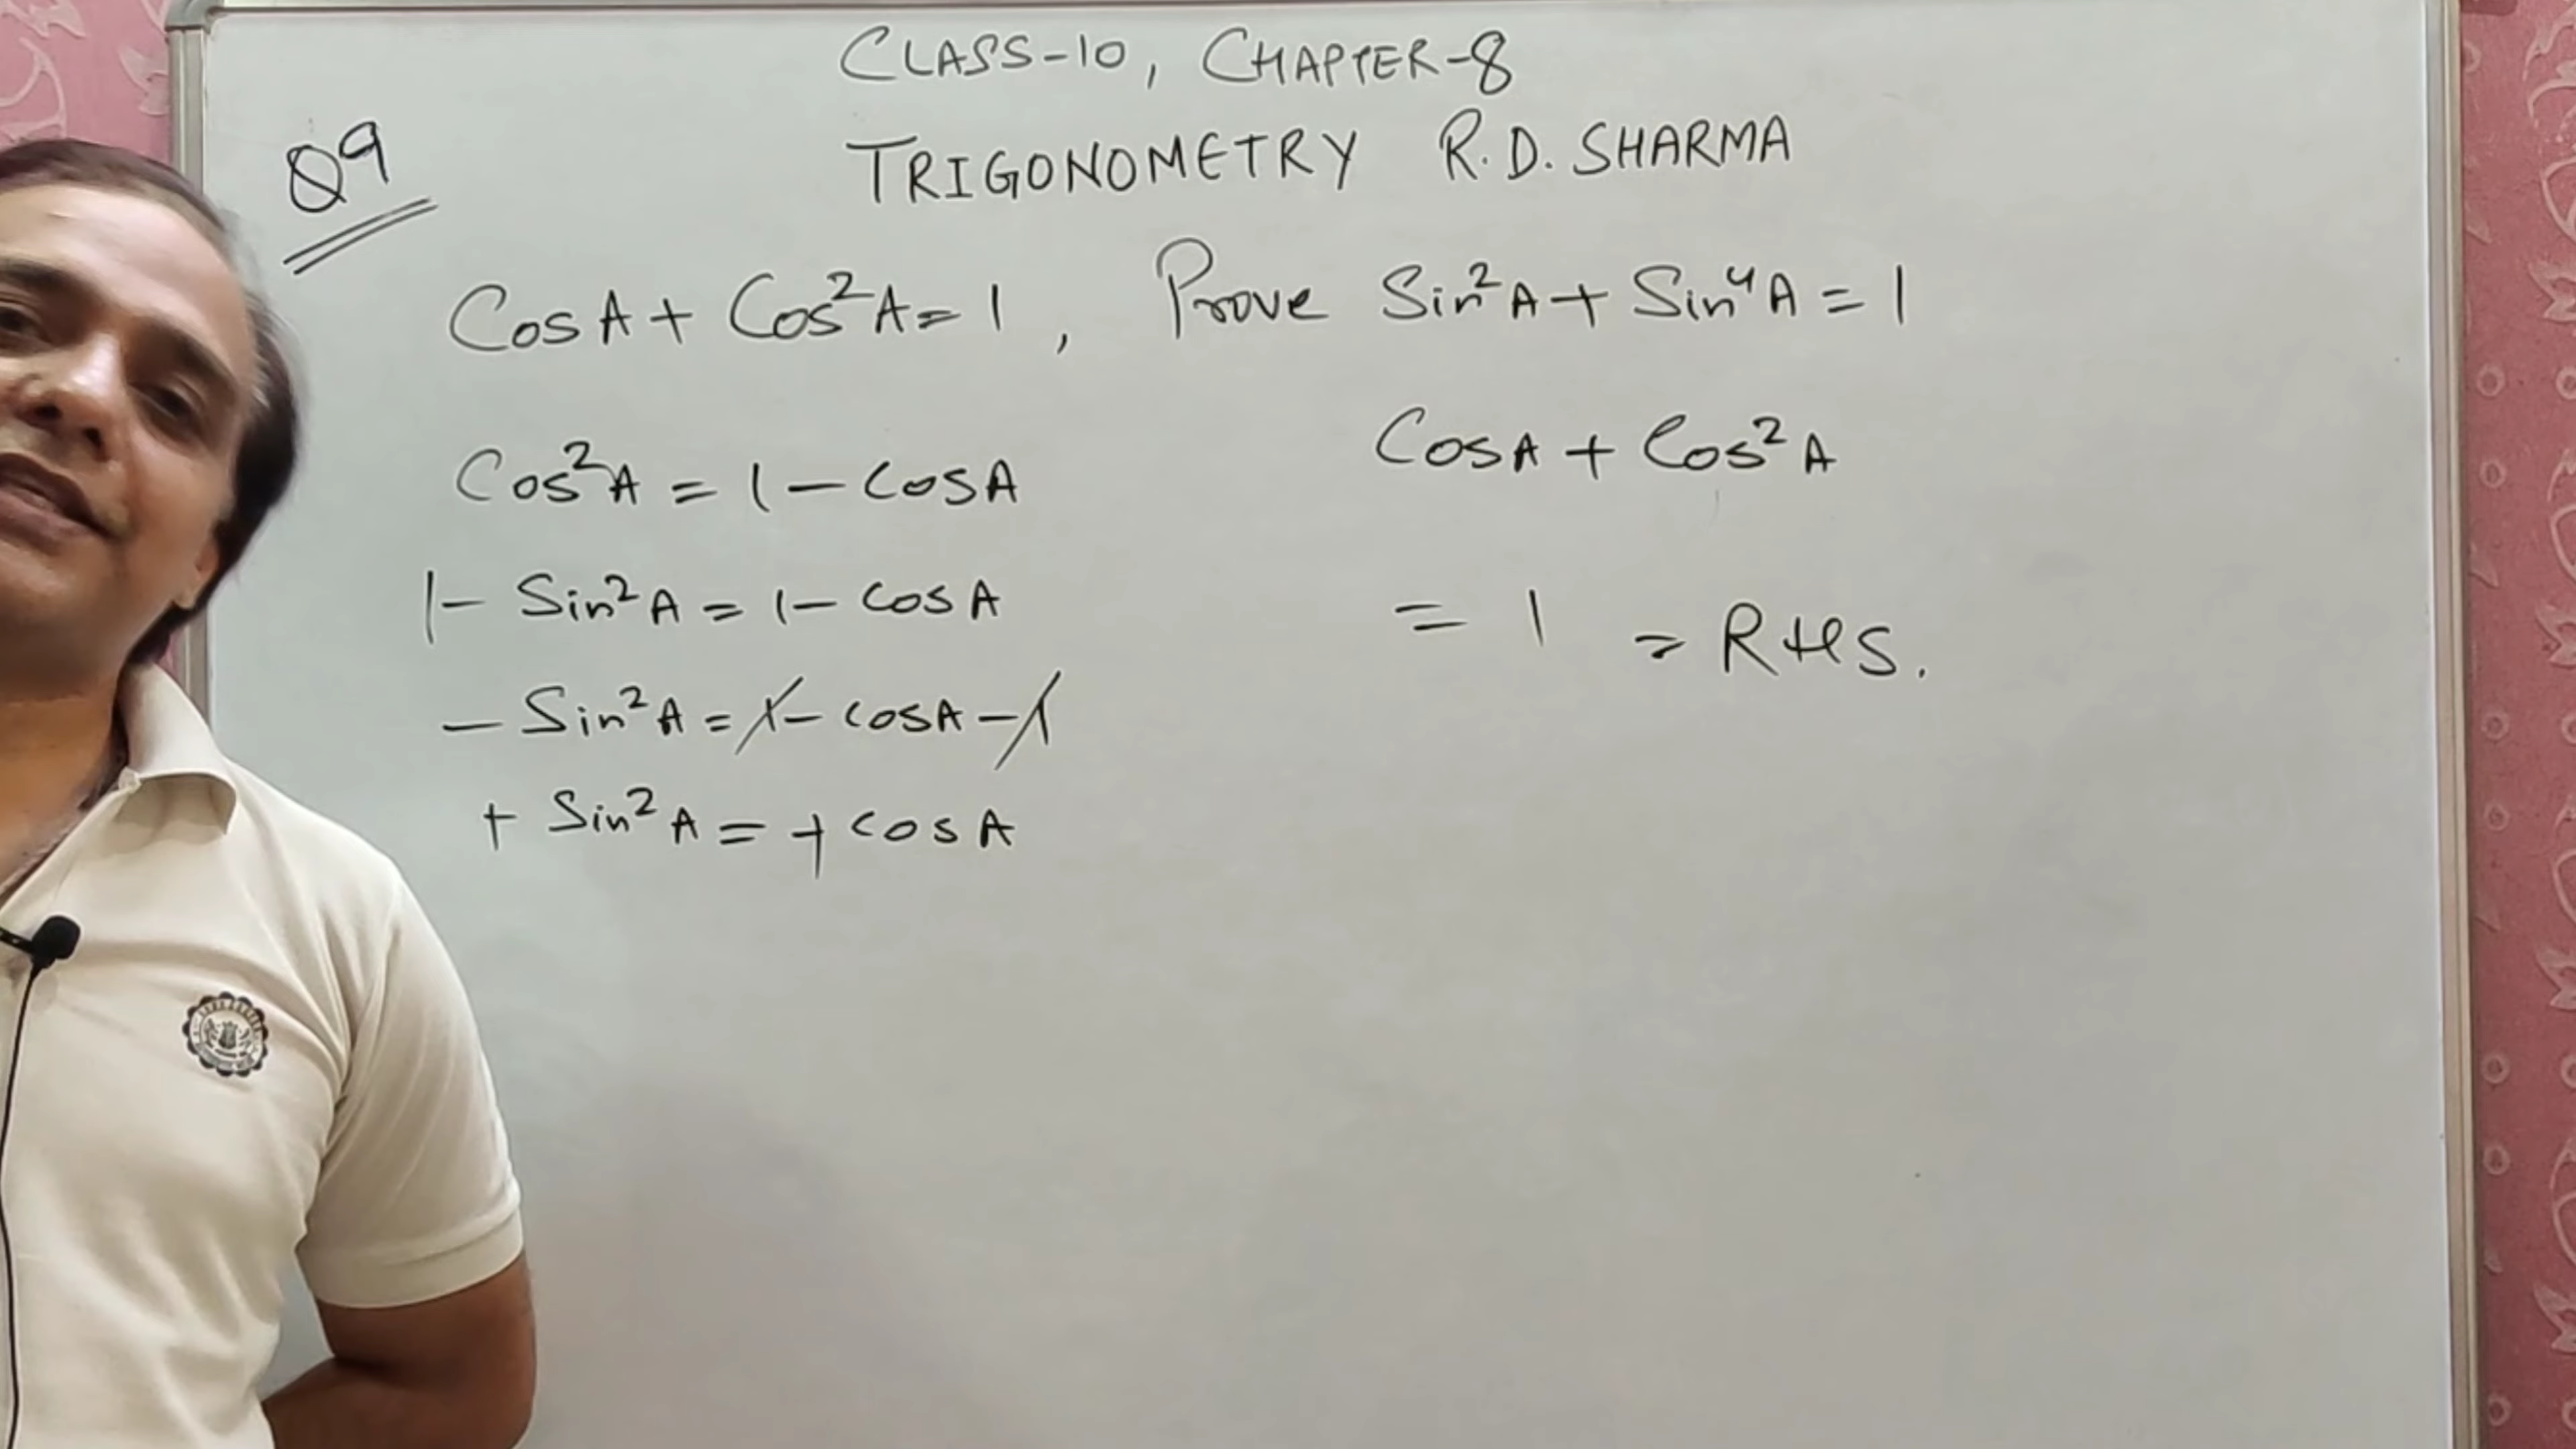 CLASS-10, CHAPTER-8
TRIGONOMETRY R.D. SHARMA
Q9
CosA + Cos²A = 1, Prove Sin²A + Sin⁴A = 1
Cos²A = 1 - CosA
1 - Sin²A = 1 - CosA
- Sin²A = 1 - CosA - 1
+ Sin²A = + CosA
CosA + Cos²A
= 1 = RHS.